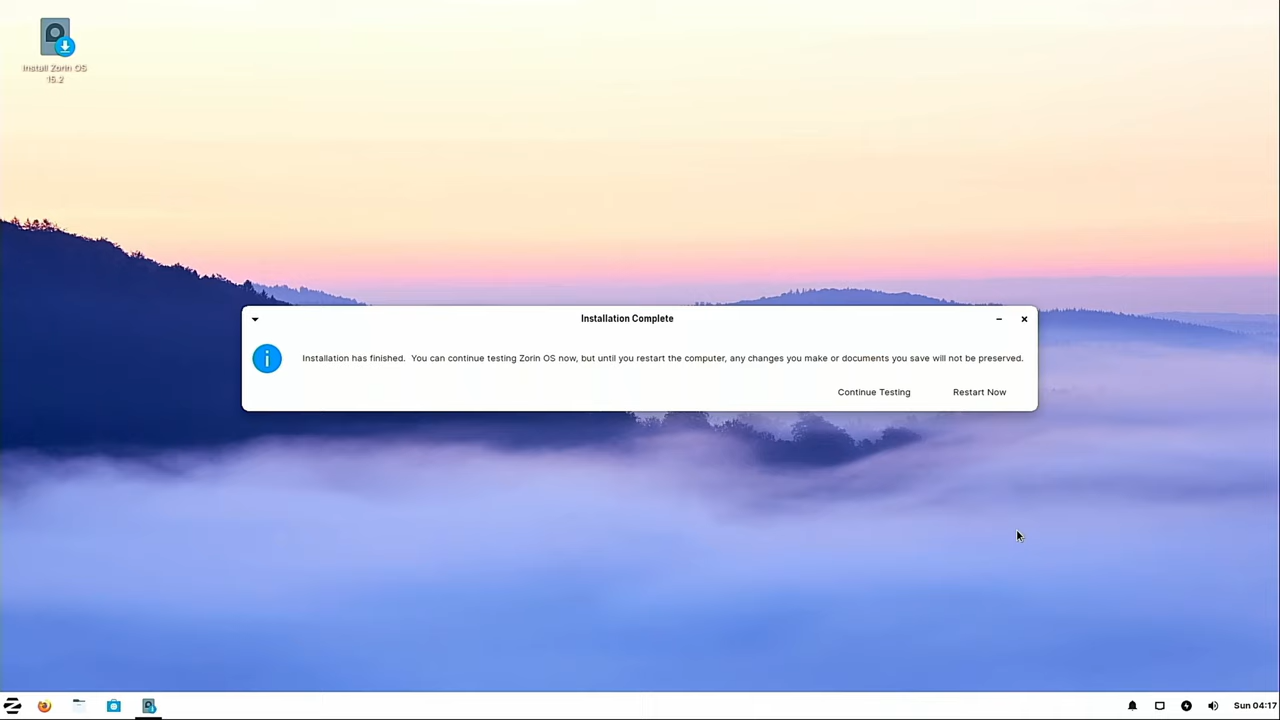 Install Zorin OS
15.2
Installation Complete
Installation has finished.  You can continue testing Zorin OS now, but until you restart the computer, any changes you make or documents you save will not be preserved.
Continue Testing
Restart Now
Sun 04:17